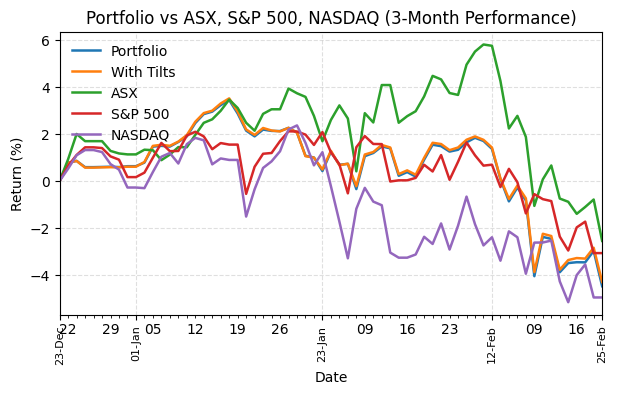 Portfolio vs ASX, S&P 500, NASDAQ (3-Month Performance)
Return (%)
6
4
2
0
−2
−4
Portfolio
With Tilts
ASX
S&P 500
NASDAQ
22 29 05 12 19 26 09 16 23 09 16
23-Dec 01-Jan 23-Jan 12-Feb 25-Feb
Date